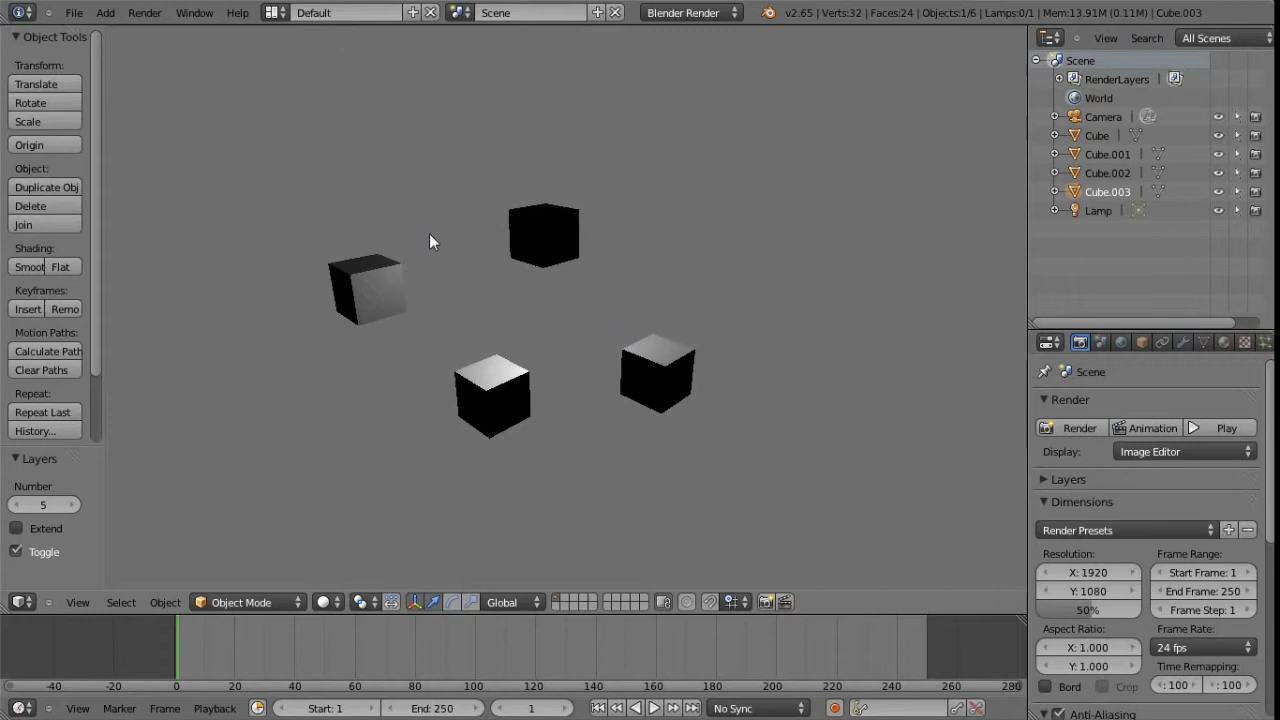 File Add Render Window Help Default Scene Blender Render v2.65 | Verts:32 | Faces:24 | Objects:1/6 | Lamps:0/1 | Mem:13.91M (0.11M) | Cube.003
Object Tools
Transform:
Translate
Rotate
Scale
Origin
Object:
Duplicate Obj
Delete
Join
Shading:
Smoot Flat
Keyframes:
Insert Remo
Motion Paths:
Calculate Path
Clear Paths
Repeat:
Repeat Last
History...
Layers
Number
5
Extend
Toggle
View Search All Scenes
Scene
RenderLayers
World
Camera
Cube
Cube.001
Cube.002
Cube.003
Lamp
Scene
Render
Render Animation Play
Display: Image Editor
Layers
Dimensions
Render Presets
Resolution: Frame Range:
X: 1920 Start Frame: 1
Y: 1080 End Frame: 250
50% Frame Step: 1
Aspect Ratio: Frame Rate:
X: 1.000 24 fps
Y: 1.000 Time Remapping:
Bord Crop : 100 : 100
Anti-Aliasing
View Select Object Object Mode Global
-40 -20 0 20 40 60 80 100 120 140 160 180 200 220 240 260 280
View Marker Frame Playback Start: 1 End: 250 1 No Sync